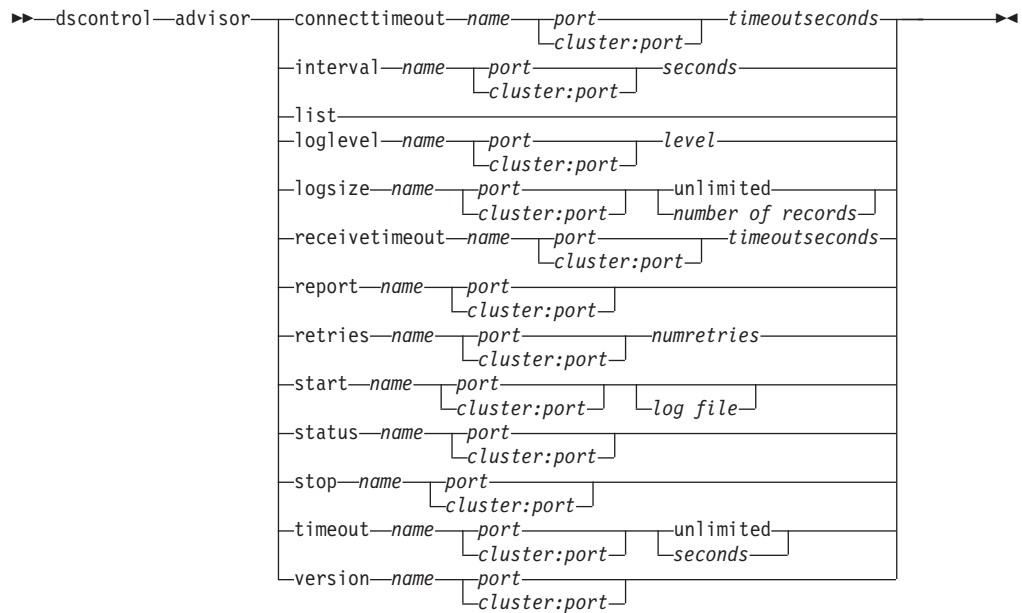 ▶▶ dscontrol advisor connecttimeout name port timeoutseconds ▶◀
cluster:port
interval name port seconds
cluster:port
list
loglevel name port level
cluster:port
logsize name port unlimited
cluster:port number of records
receivetimeout name port timeoutseconds
cluster:port
report name port
cluster:port
retries name port numretries
cluster:port
start name port
cluster:port log file
status name port
cluster:port
stop name port
cluster:port
timeout name port unlimited
cluster:port seconds
version name port
cluster:port